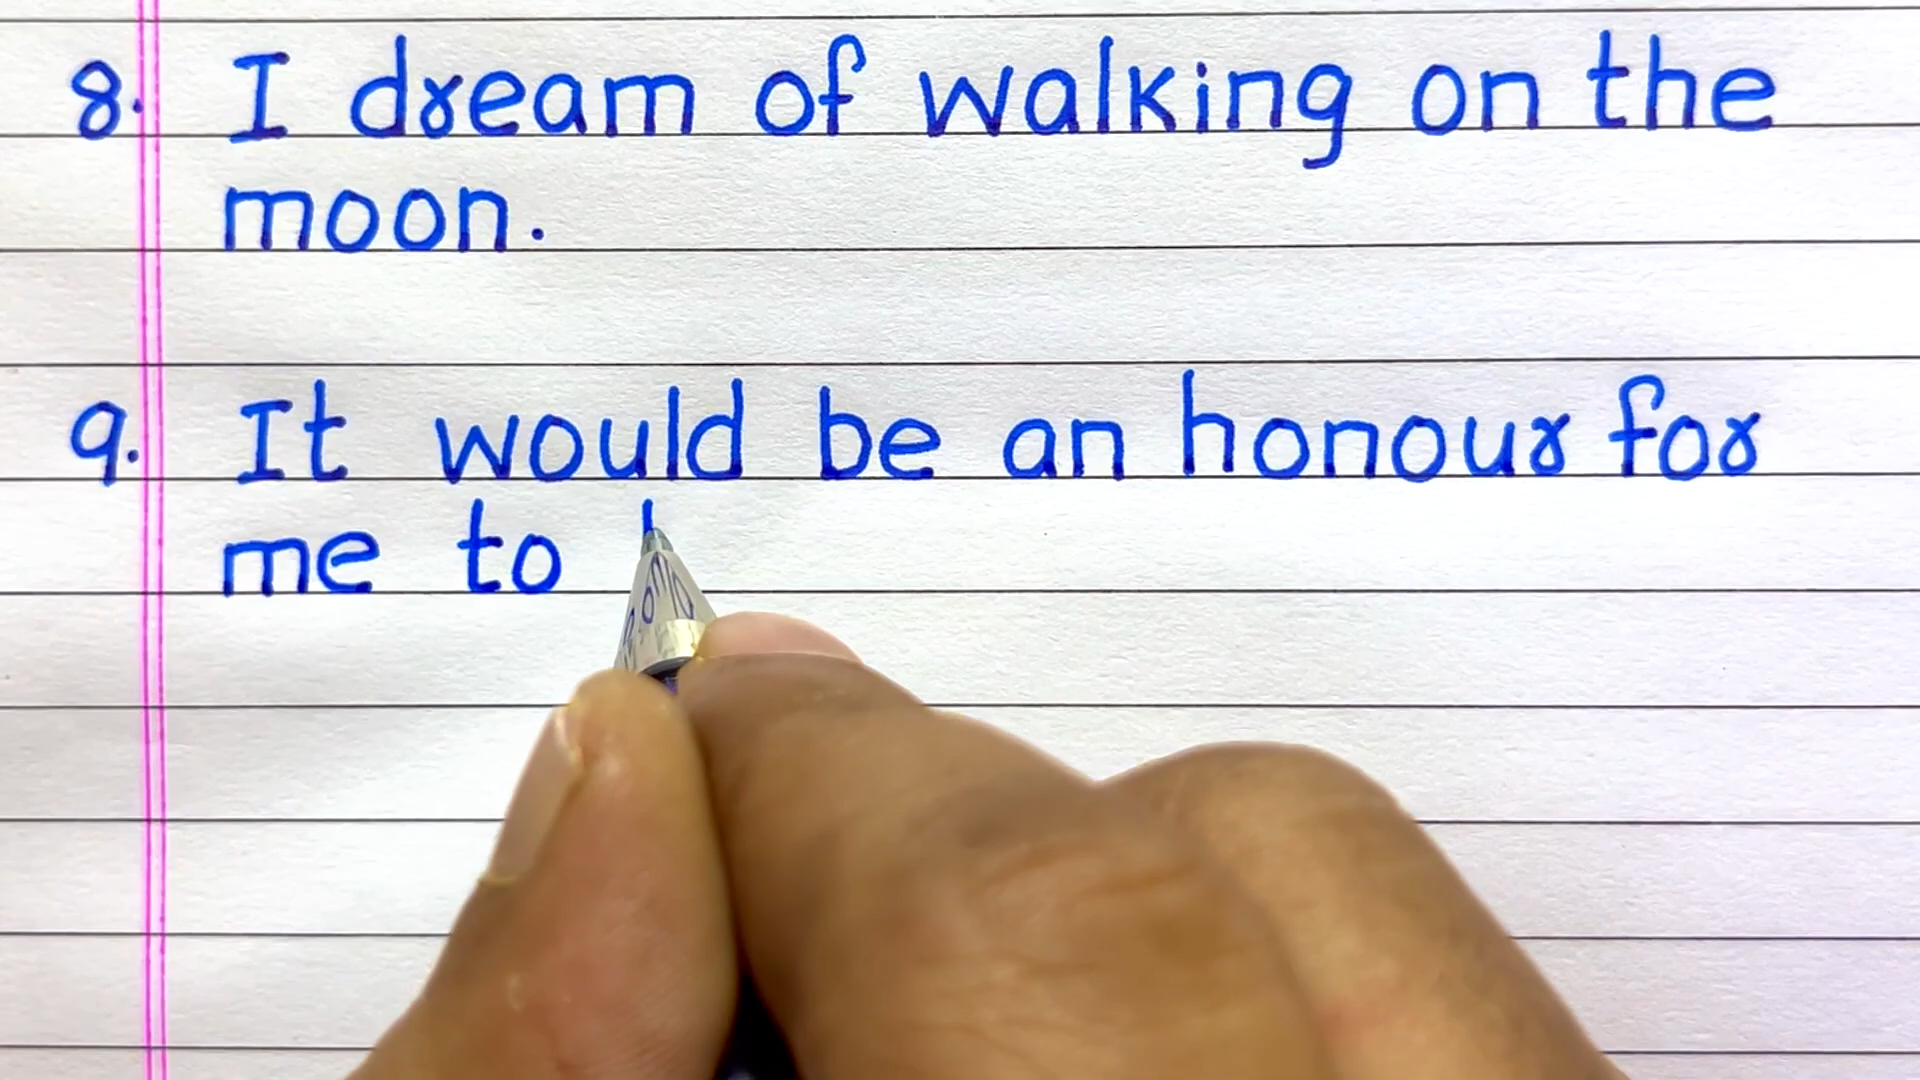 8. I dream of walking on the
moon.
9. It would be an honour for
me to